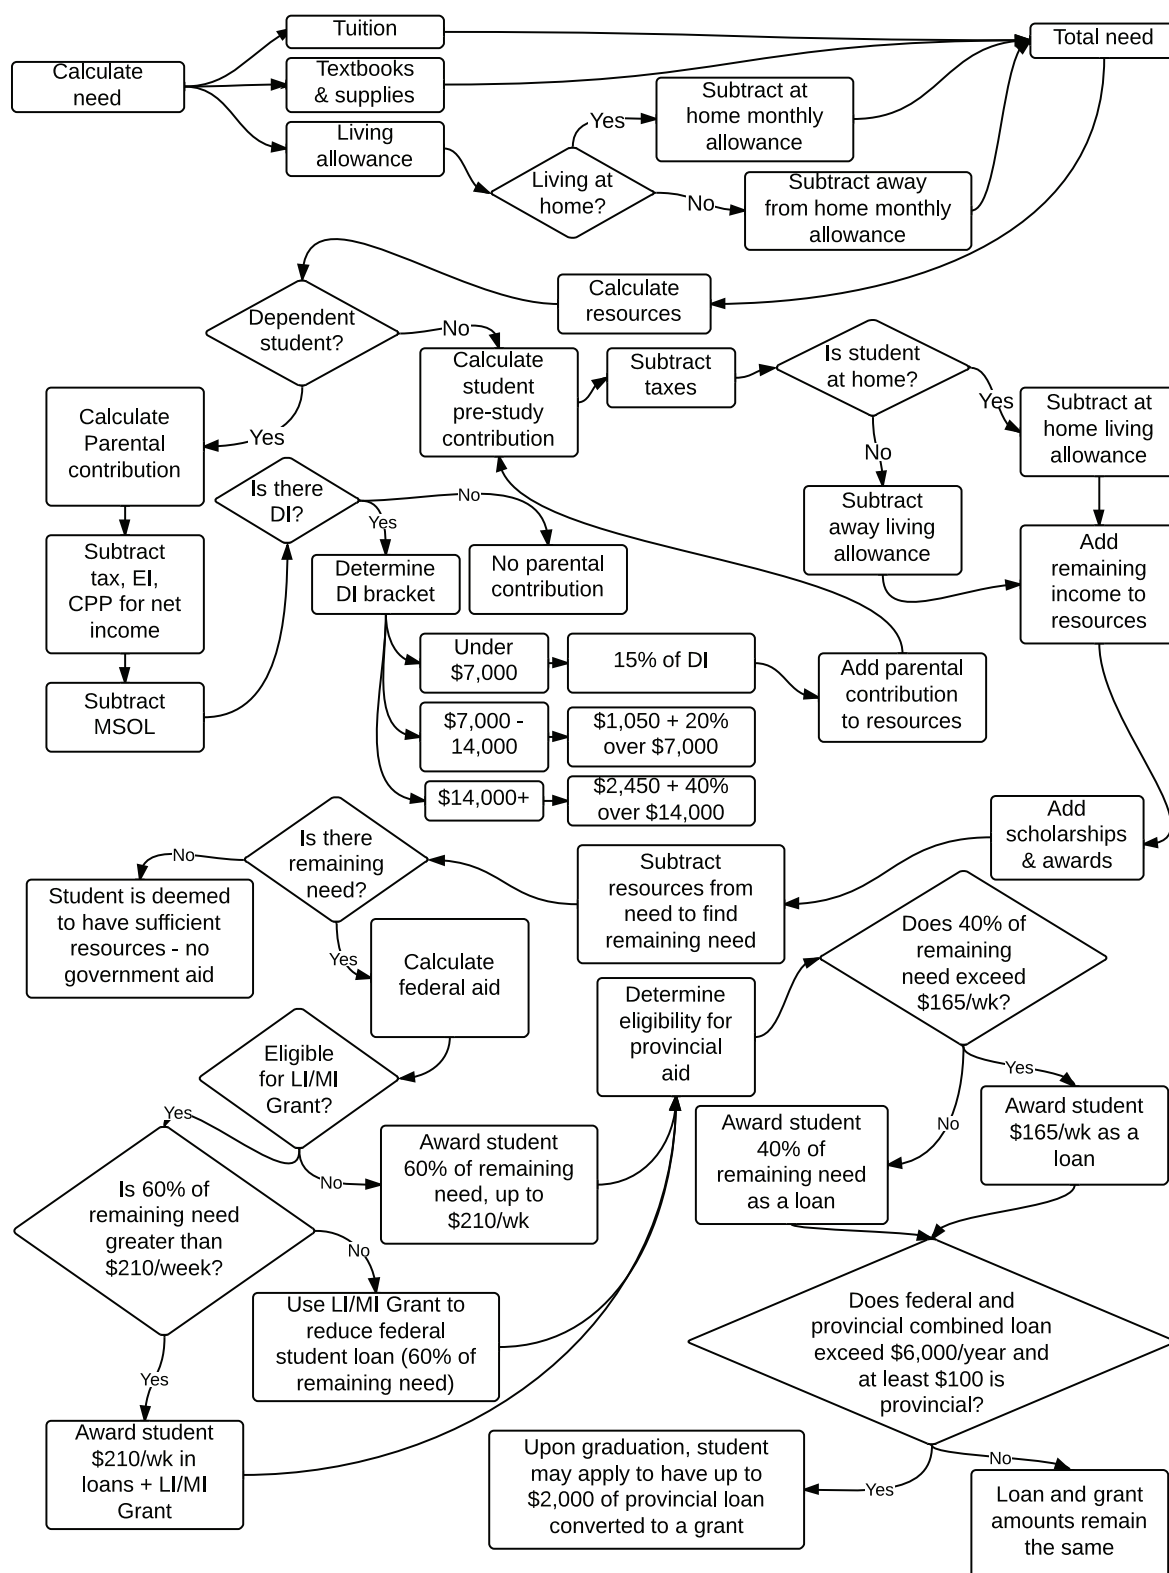 Tuition
Total need
Calculate
need
Textbooks
& supplies
Subtract at
home monthly
allowance
Yes
Living
allowance
Living at
home?
No
Subtract away
from home monthly
allowance
Calculate
resources
Dependent
student?
No
Calculate
student
pre-study
contribution
Subtract
taxes
Is student
at home?
Yes
Subtract at
home living
allowance
Calculate
Parental
contribution
Yes
No
Is there
DI?
No
Yes
Subtract
away living
allowance
Add
remaining
income to
resources
Subtract
tax, EI,
CPP for net
income
Determine
DI bracket
No parental
contribution
Under
$7,000
15% of DI
Add parental
contribution
to resources
Subtract
MSOL
$7,000 -
14,000
$1,050 + 20%
over $7,000
$14,000+
$2,450 + 40%
over $14,000
Add
scholarships
& awards
Is there
remaining
need?
No
Subtract
resources from
need to find
remaining need
Student is deemed
to have sufficient
resources - no
government aid
Yes
Calculate
federal aid
Does 40% of
remaining
need exceed
$165/wk?
Determine
eligibility for
provincial
aid
Eligible
for LI/MI
Grant?
Yes
No
Yes
No
Award student
60% of remaining
need, up to
$210/wk
Award student
40% of
remaining need
as a loan
Award student
$165/wk as a
loan
Is 60% of
remaining need
greater than
$210/week?
No
Use LI/MI Grant to
reduce federal
student loan (60% of
remaining need)
Does federal and
provincial combined loan
exceed $6,000/year and
at least $100 is
provincial?
Yes
Award student
$210/wk in
loans + LI/MI
Grant
Upon graduation, student
may apply to have up to
$2,000 of provincial loan
converted to a grant
Yes
No
Loan and grant
amounts remain
the same